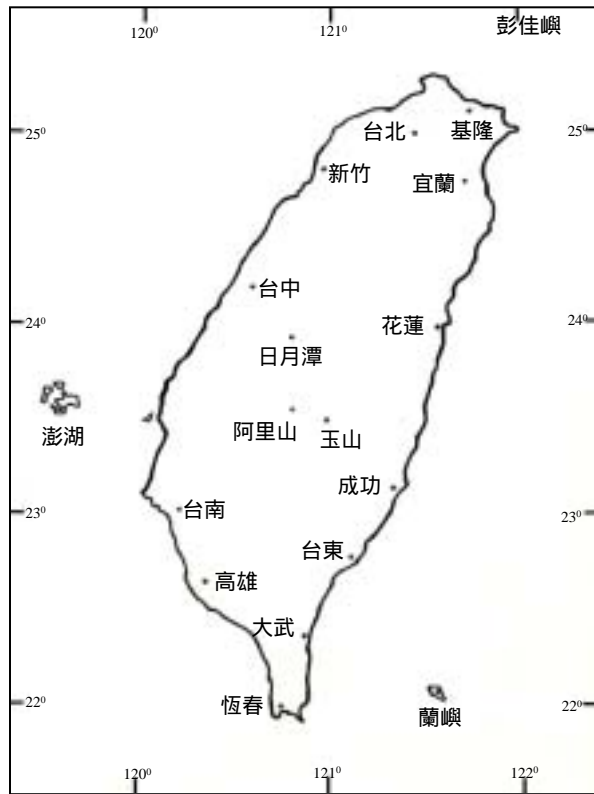 120⁰ 121⁰
彭佳嶼
25⁰ 台北 基隆 25⁰
新竹 宜蘭
台中
24⁰ 花蓮 24⁰
日月潭
澎湖 阿里山 玉山
成功
23⁰ 台南 23⁰
台東
高雄
大武
22⁰ 恆春 蘭嶼 22⁰
120⁰ 121⁰ 122⁰